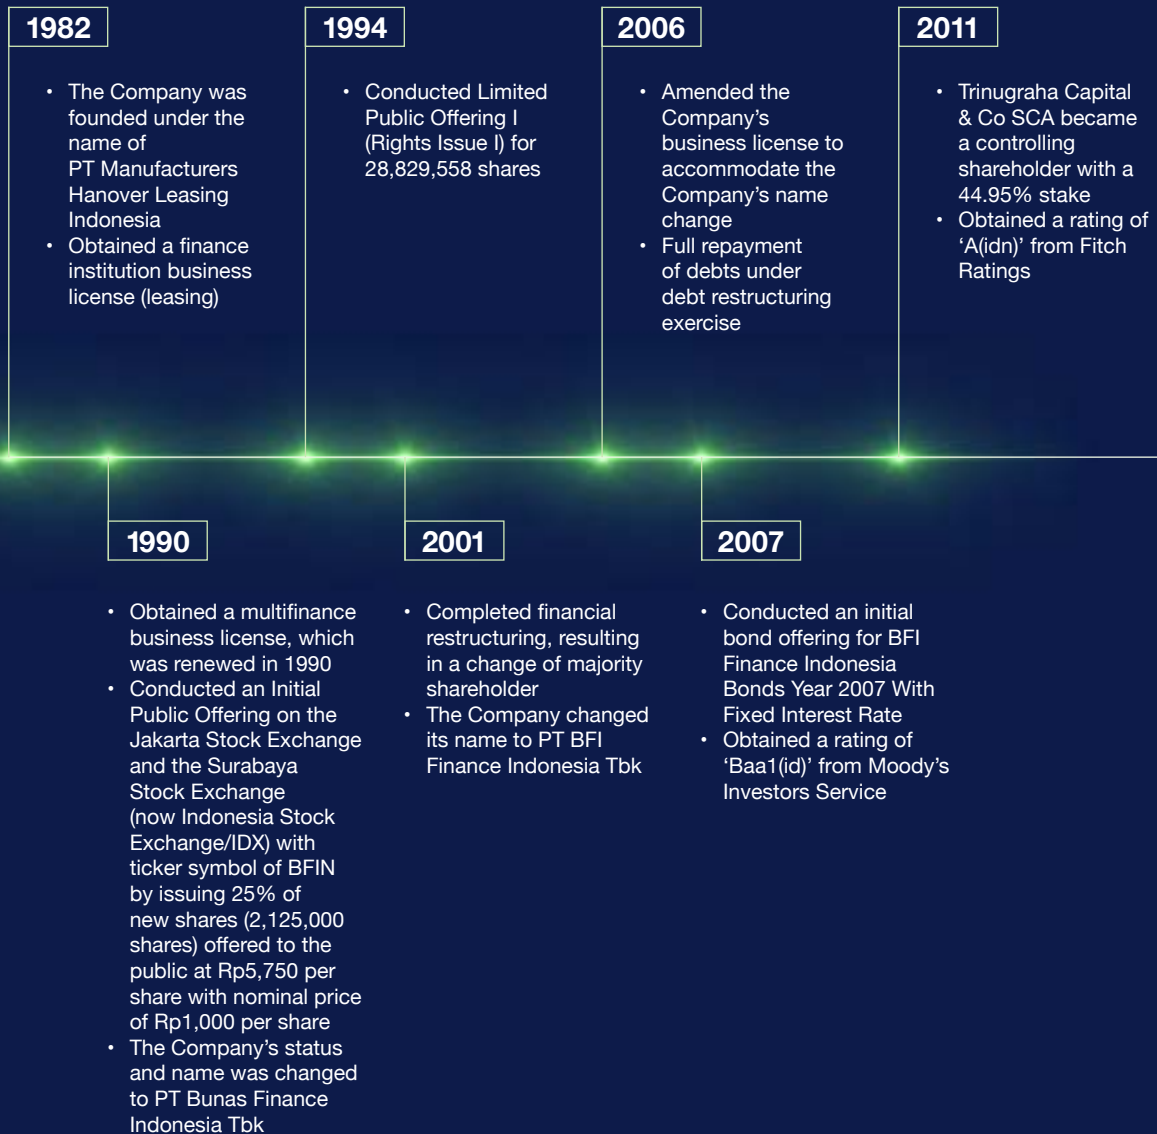 1982
• The Company was
founded under the
name of
PT Manufacturers
Hanover Leasing
Indonesia
• Obtained a finance
institution business
license (leasing)
1994
• Conducted Limited
Public Offering I
(Rights Issue I) for
28,829,558 shares
2006
• Amended the
Company’s
business license to
accommodate the
Company’s name
change
• Full repayment
of debts under
debt restructuring
exercise
2011
• Trinugraha Capital
& Co SCA became
a controlling
shareholder with a
44.95% stake
• Obtained a rating of
‘A(idn)’ from Fitch
Ratings
1990
• Obtained a multifinance
business license, which
was renewed in 1990
• Conducted an Initial
Public Offering on the
Jakarta Stock Exchange
and the Surabaya
Stock Exchange
(now Indonesia Stock
Exchange/IDX) with
ticker symbol of BFIN
by issuing 25% of
new shares (2,125,000
shares) offered to the
public at Rp5,750 per
share with nominal price
of Rp1,000 per share
• The Company’s status
and name was changed
to PT Bunas Finance
Indonesia Tbk
2001
• Completed financial
restructuring, resulting
in a change of majority
shareholder
• The Company changed
its name to PT BFI
Finance Indonesia Tbk
2007
• Conducted an initial
bond offering for BFI
Finance Indonesia
Bonds Year 2007 With
Fixed Interest Rate
• Obtained a rating of
‘Baa1(id)’ from Moody’s
Investors Service